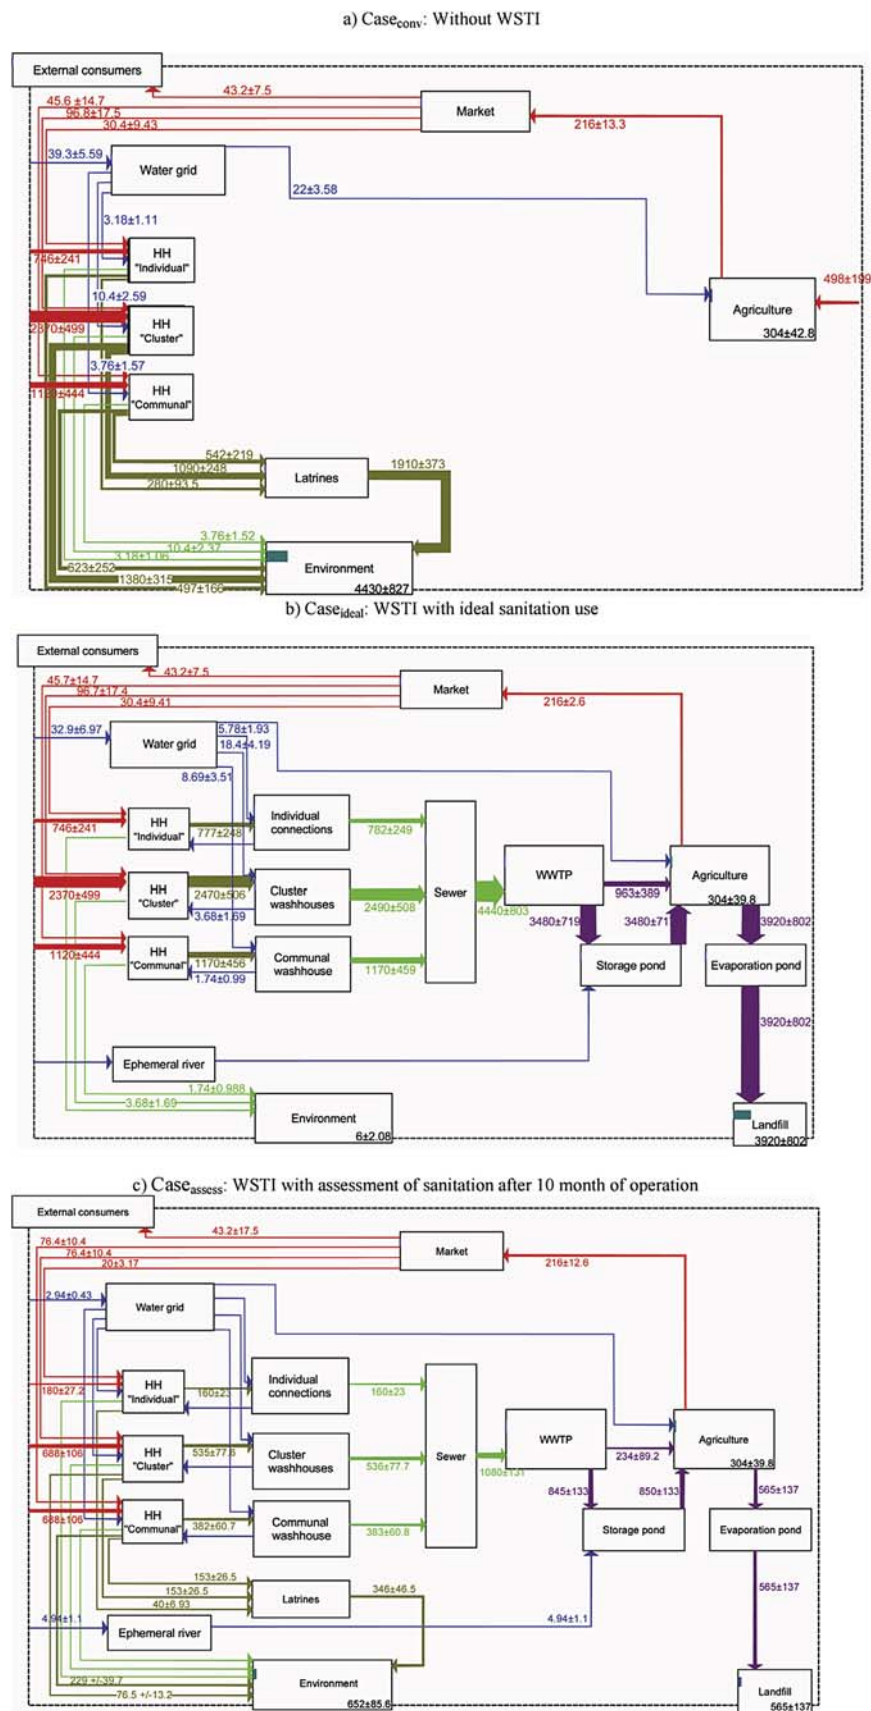 a) Caseconv: Without WSTI
External consumers
43.2±7.5
45.6 ±14.7
96.8±17.5
30.4±9.43
Market
216±13.3
39.3±5.59
Water grid
22±3.58
3.18±1.11
HH
"Individual"
746±241
498±199
10.4±2.59
Agriculture
304±42.8
HH
"Cluster"
2370±499
3.76±1.57
HH
"Communal"
1120±444
542±219
1090±248
280±93.5
Latrines
1910±373
3.76±1.52
10.4±2.37
3.18±1.06
Environment
4430±827
623±252
1380±315
497±166
b) Caseideal: WSTI with ideal sanitation use
External consumers
43.2±7.5
45.7±14.7
96.7±17.4
30.4±9.41
Market
216±2.6
32.9±6.97
Water grid
5.78±1.93
18.4±4.19
8.69±3.51
HH
"Individual"
746±241
777±248
Individual
connections
782±249
Sewer
WWTP
963±389
Agriculture
304±39.8
HH
"Cluster"
2370±499
2470±506
3.68±1.69
Cluster
washhouses
2490±508
4440±803
3480±719
3480±71
3920±802
HH
"Communal"
1120±444
1170±456
1.74±0.99
Communal
washhouse
1170±459
Storage pond
Evaporation pond
3920±802
Ephemeral river
1.74±0.988
3.68±1.69
Environment
6±2.08
Landfill
3920±802
c) Caseassess: WSTI with assessment of sanitation after 10 month of operation
External consumers
43.2±17.5
76.4±10.4
76.4±10.4
20±3.17
Market
216±12.6
2.94±0.43
Water grid
HH
"Individual"
180±27.2
160±23
Individual
connections
160±23
Sewer
WWTP
234±89.2
Agriculture
304±39.8
HH
"Cluster"
688±106
535±77.6
Cluster
washhouses
536±77.7
1080±131
845±133
850±133
565±137
HH
"Communal"
688±106
382±60.7
Communal
washhouse
383±60.8
Storage pond
Evaporation pond
565±137
153±26.5
153±26.5
40±6.93
Latrines
346±46.5
4.94±1.1
Ephemeral river
4.94±1.1
229 +/-39.7
76.5 +/-13.2
Environment
652±85.6
Landfill
565±137